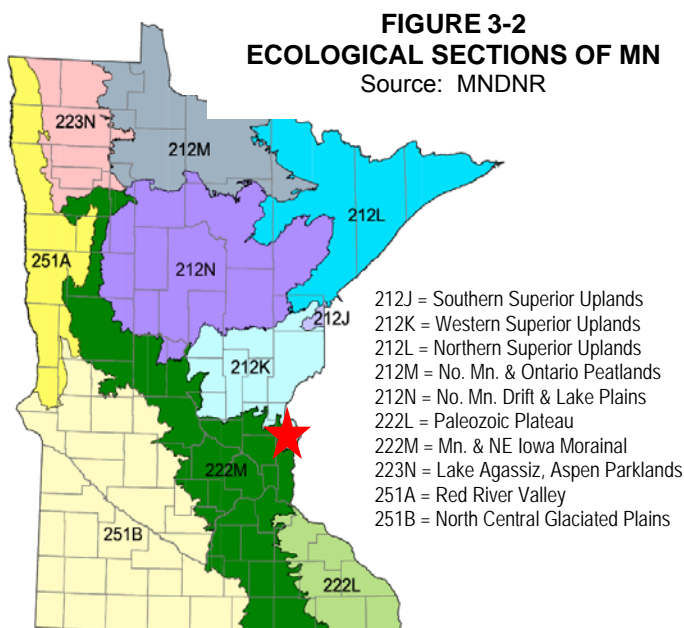 FIGURE 3-2
ECOLOGICAL SECTIONS OF MN
Source: MNDNR
223N
212M
212L
251A
212N
212J
212K
222M
251B
222L
212J = Southern Superior Uplands
212K = Western Superior Uplands
212L = Northern Superior Uplands
212M = No. Mn. & Ontario Peatlands
212N = No. Mn. Drift & Lake Plains
222L = Paleozoic Plateau
222M = Mn. & NE Iowa Morainal
223N = Lake Agassiz, Aspen Parklands
251A = Red River Valley
251B = North Central Glaciated Plains